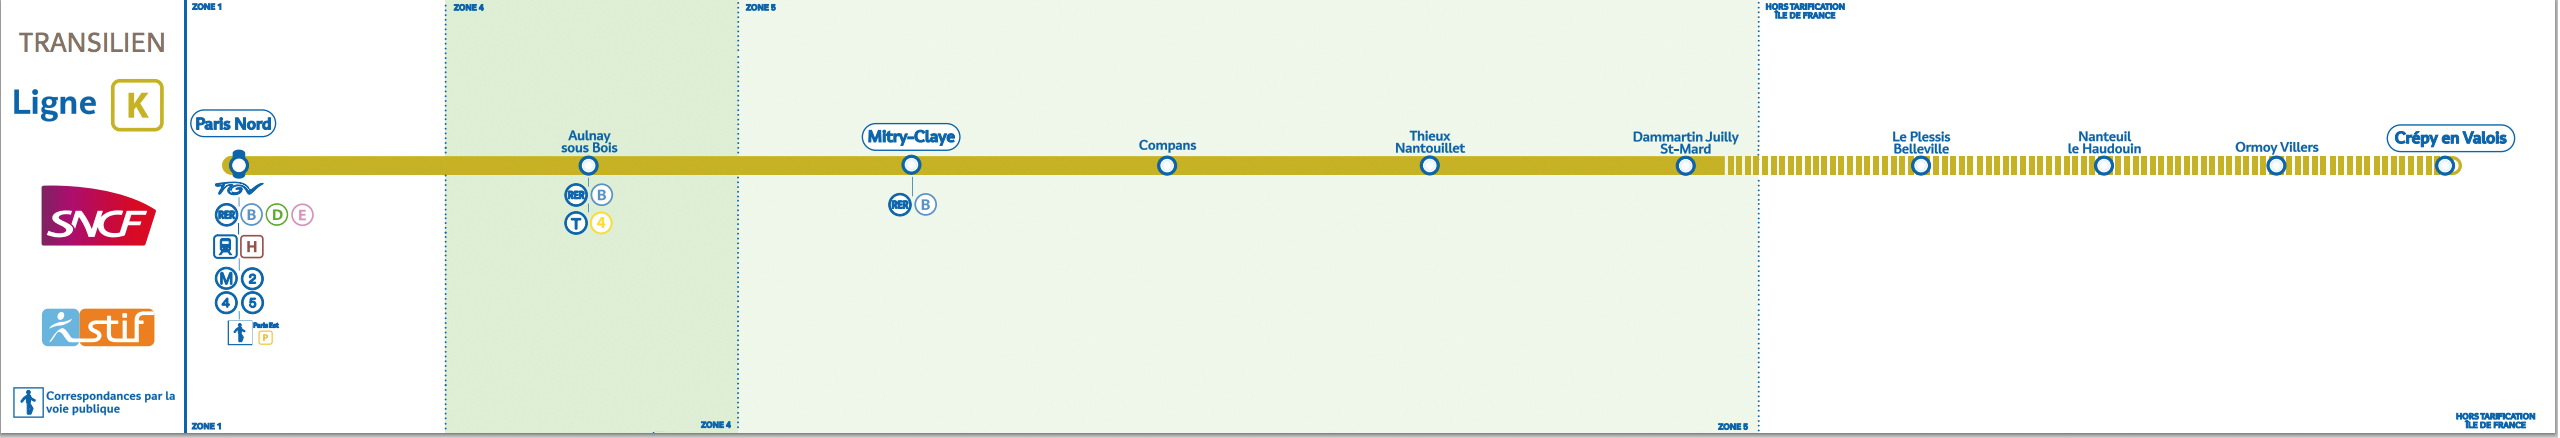 ZONE 1
ZONE 4
ZONE 5
HORS TARIFICATION
ÎLE DE FRANCE
TRANSILIEN
Ligne K
SNCF
stif
Correspondances par la
voie publique
Paris Nord
TGV
RER B D E
H
M 2
4 5
Paris Est
P
Aulnay
sous Bois
RER B
T 4
Mitry-Claye
RER B
Compans
Thieux
Nantouillet
Dammartin Juilly
St-Mard
Le Plessis
Belleville
Nanteuil
le Haudouin
Ormoy Villers
Crépy en Valois
ZONE 1
ZONE 4
ZONE 5
HORS TARIFICATION
ÎLE DE FRANCE